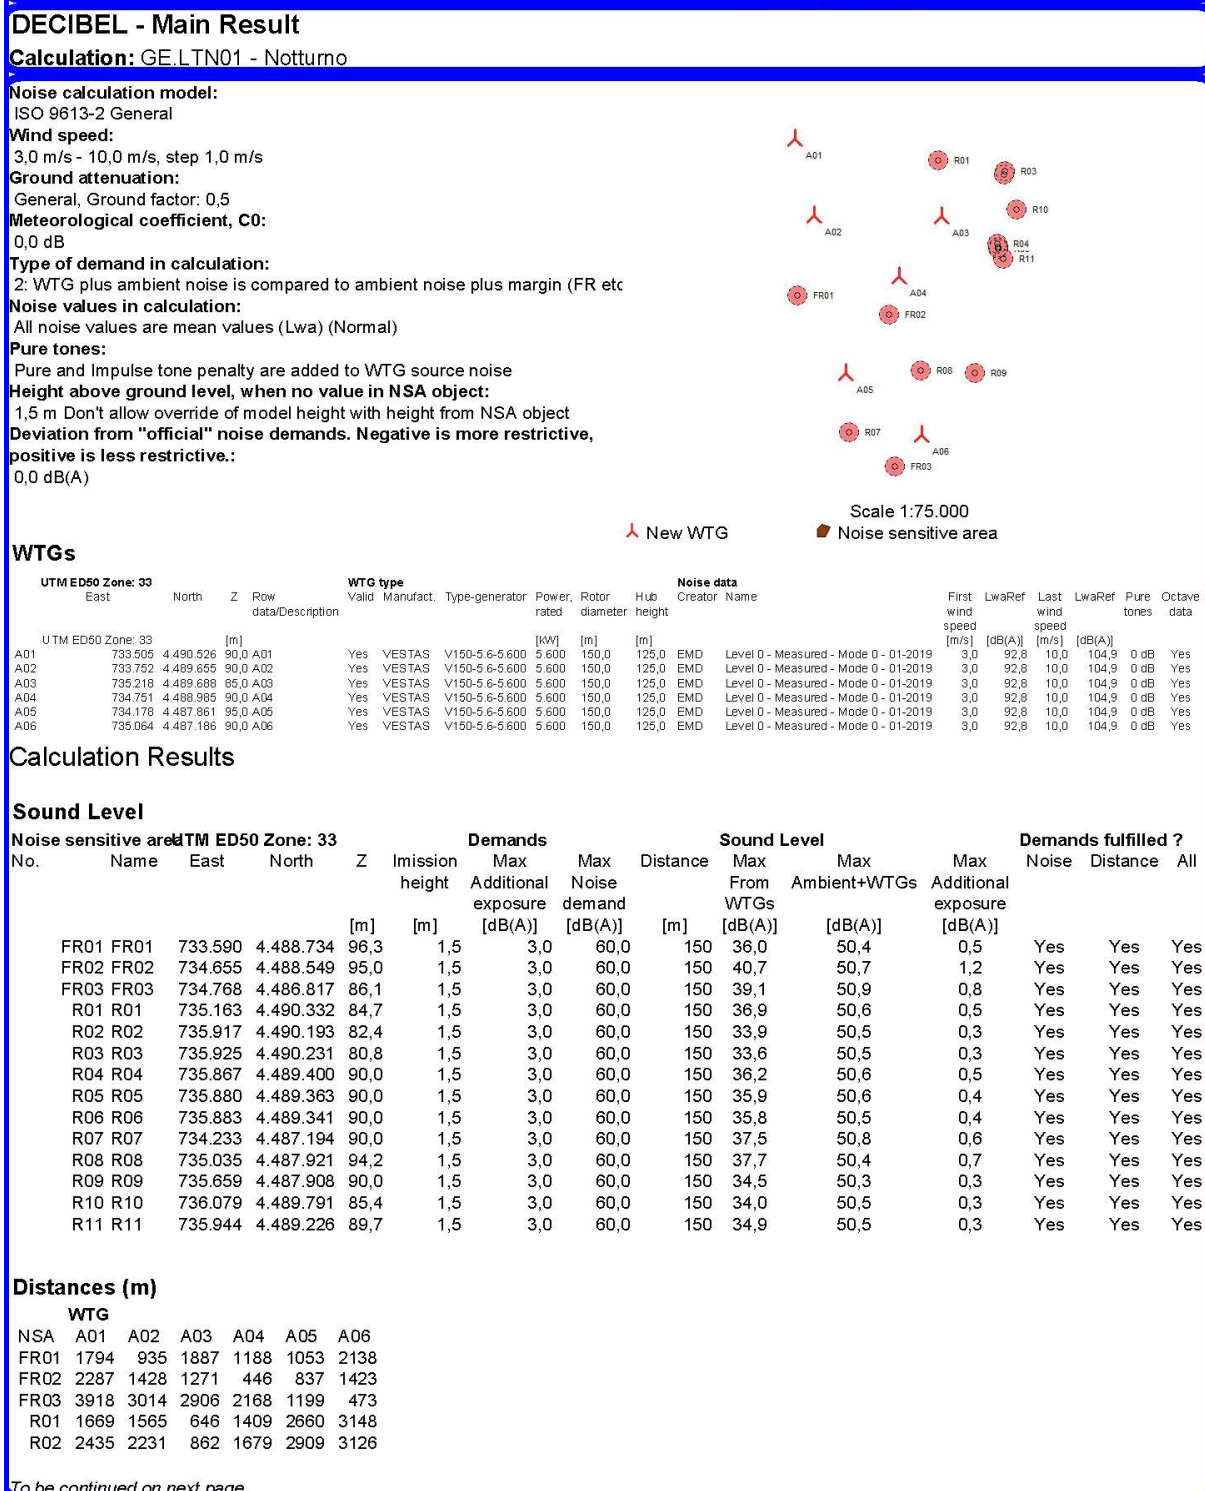 DECIBEL - Main Result
Calculation: GE.LTN01 - Notturno
Noise calculation model:
ISO 9613-2 General
Wind speed:
3,0 m/s - 10,0 m/s, step 1,0 m/s
Ground attenuation:
General, Ground factor: 0,5
Meteorological coefficient, C0:
0,0 dB
Type of demand in calculation:
2: WTG plus ambient noise is compared to ambient noise plus margin (FR etc
Noise values in calculation:
All noise values are mean values (Lwa) (Normal)
Pure tones:
Pure and Impulse tone penalty are added to WTG source noise
Height above ground level, when no value in NSA object:
1,5 m Don't allow override of model height with height from NSA object
Deviation from "official" noise demands. Negative is more restrictive,
positive is less restrictive.:
0,0 dB(A)
A01
R01
R03
R10
A02
A03
R04
R11
A04
FR01
FR02
R08
R09
A05
R07
A06
FR03
Scale 1:75.000
New WTG Noise sensitive area
WTGs
UTM ED50 Zone: 33 WTG type Noise data
East North Z Row Valid Manufact. Type-generator Power, Rotor Hub Creator Name First LwaRef Last LwaRef Pure Octave
data/Description rated diameter height wind wind tones data
speed speed
UTM ED50 Zone: 33 [m] [kW] [m] [m] [m/s] [dB(A)] [m/s] [dB(A)]
A01 733.505 4.490.526 90,0 A01 Yes VESTAS V150-5.6-5.600 5.600 150,0 125,0 EMD Level 0 - Measured - Mode 0 - 01-2019 3,0 92,8 10,0 104,9 0 dB Yes
A02 733.752 4.489.655 90,0 A02 Yes VESTAS V150-5.6-5.600 5.600 150,0 125,0 EMD Level 0 - Measured - Mode 0 - 01-2019 3,0 92,8 10,0 104,9 0 dB Yes
A03 735.218 4.489.688 85,0 A03 Yes VESTAS V150-5.6-5.600 5.600 150,0 125,0 EMD Level 0 - Measured - Mode 0 - 01-2019 3,0 92,8 10,0 104,9 0 dB Yes
A04 734.751 4.488.985 90,0 A04 Yes VESTAS V150-5.6-5.600 5.600 150,0 125,0 EMD Level 0 - Measured - Mode 0 - 01-2019 3,0 92,8 10,0 104,9 0 dB Yes
A05 734.178 4.487.861 95,0 A05 Yes VESTAS V150-5.6-5.600 5.600 150,0 125,0 EMD Level 0 - Measured - Mode 0 - 01-2019 3,0 92,8 10,0 104,9 0 dB Yes
A06 735.064 4.487.186 90,0 A06 Yes VESTAS V150-5.6-5.600 5.600 150,0 125,0 EMD Level 0 - Measured - Mode 0 - 01-2019 3,0 92,8 10,0 104,9 0 dB Yes
Calculation Results
Sound Level
Noise sensitive area UTM ED50 Zone: 33 Demands Sound Level Demands fulfilled ?
No. Name East North Z Imission Max Max Distance Max Max Max Noise Distance All
height Additional Noise From Ambient+WTGs Additional
exposure demand WTGs exposure
[m] [m] [dB(A)] [dB(A)] [m] [dB(A)] [dB(A)] [dB(A)]
FR01 FR01 733.590 4.488.734 96,3 1,5 3,0 60,0 150 36,0 50,4 0,5 Yes Yes Yes
FR02 FR02 734.655 4.488.549 95,0 1,5 3,0 60,0 150 40,7 50,7 1,2 Yes Yes Yes
FR03 FR03 734.768 4.486.817 86,1 1,5 3,0 60,0 150 39,1 50,9 0,8 Yes Yes Yes
R01 R01 735.163 4.490.332 84,7 1,5 3,0 60,0 150 36,9 50,6 0,5 Yes Yes Yes
R02 R02 735.917 4.490.193 82,4 1,5 3,0 60,0 150 33,9 50,5 0,3 Yes Yes Yes
R03 R03 735.925 4.490.231 80,8 1,5 3,0 60,0 150 33,6 50,5 0,3 Yes Yes Yes
R04 R04 735.867 4.489.400 90,0 1,5 3,0 60,0 150 36,2 50,6 0,5 Yes Yes Yes
R05 R05 735.880 4.489.363 90,0 1,5 3,0 60,0 150 35,9 50,6 0,4 Yes Yes Yes
R06 R06 735.883 4.489.341 90,0 1,5 3,0 60,0 150 35,8 50,5 0,4 Yes Yes Yes
R07 R07 734.233 4.487.194 90,0 1,5 3,0 60,0 150 37,5 50,8 0,6 Yes Yes Yes
R08 R08 735.035 4.487.921 94,2 1,5 3,0 60,0 150 37,7 50,4 0,7 Yes Yes Yes
R09 R09 735.659 4.487.908 90,0 1,5 3,0 60,0 150 34,5 50,3 0,3 Yes Yes Yes
R10 R10 736.079 4.489.791 85,4 1,5 3,0 60,0 150 34,0 50,5 0,3 Yes Yes Yes
R11 R11 735.944 4.489.226 89,7 1,5 3,0 60,0 150 34,9 50,5 0,3 Yes Yes Yes
Distances (m)
WTG
NSA A01 A02 A03 A04 A05 A06
FR01 1794 935 1887 1188 1053 2138
FR02 2287 1428 1271 446 837 1423
FR03 3918 3014 2906 2168 1199 473
R01 1669 1565 646 1409 2660 3148
R02 2435 2231 862 1679 2909 3126
To be continued on next page